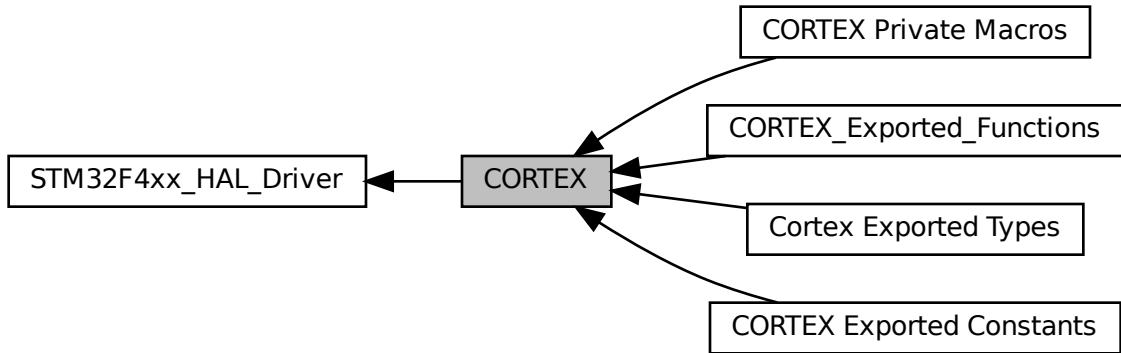 CORTEX Private Macros
CORTEX_Exported_Functions
STM32F4xx_HAL_Driver
CORTEX
Cortex Exported Types
CORTEX Exported Constants